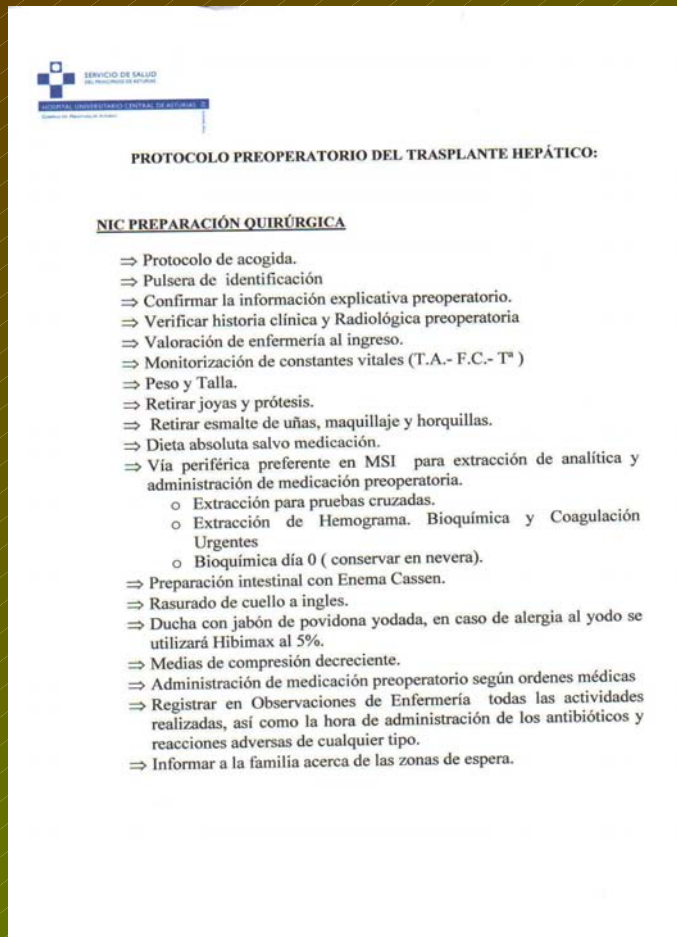 SERVICIO DE SALUD
DEL PRINCIPADO DE ASTURIAS
HOSPITAL UNIVERSITARIO CENTRAL DE ASTURIAS
PROTOCOLO PREOPERATORIO DEL TRASPLANTE HEPÁTICO:
NIC PREPARACIÓN QUIRÚRGICA
⇒ Protocolo de acogida.
⇒ Pulsera de identificación
⇒ Confirmar la información explicativa preoperatorio.
⇒ Verificar historia clínica y Radiológica preoperatoria
⇒ Valoración de enfermería al ingreso.
⇒ Monitorización de constantes vitales (T.A.- F.C.- Tª )
⇒ Peso y Talla.
⇒ Retirar joyas y prótesis.
⇒ Retirar esmalte de uñas, maquillaje y horquillas.
⇒ Dieta absoluta salvo medicación.
⇒ Vía periférica preferente en MSI para extracción de analítica y
administración de medicación preoperatoria.
o Extracción para pruebas cruzadas.
o Extracción de Hemograma. Bioquímica y Coagulación
Urgentes
o Bioquímica día 0 ( conservar en nevera).
⇒ Preparación intestinal con Enema Cassen.
⇒ Rasurado de cuello a ingles.
⇒ Ducha con jabón de povidona yodada, en caso de alergia al yodo se
utilizará Hibimax al 5%.
⇒ Medias de compresión decreciente.
⇒ Administración de medicación preoperatorio según ordenes médicas
⇒ Registrar en Observaciones de Enfermería todas las actividades
realizadas, así como la hora de administración de los antibióticos y
reacciones adversas de cualquier tipo.
⇒ Informar a la familia acerca de las zonas de espera.